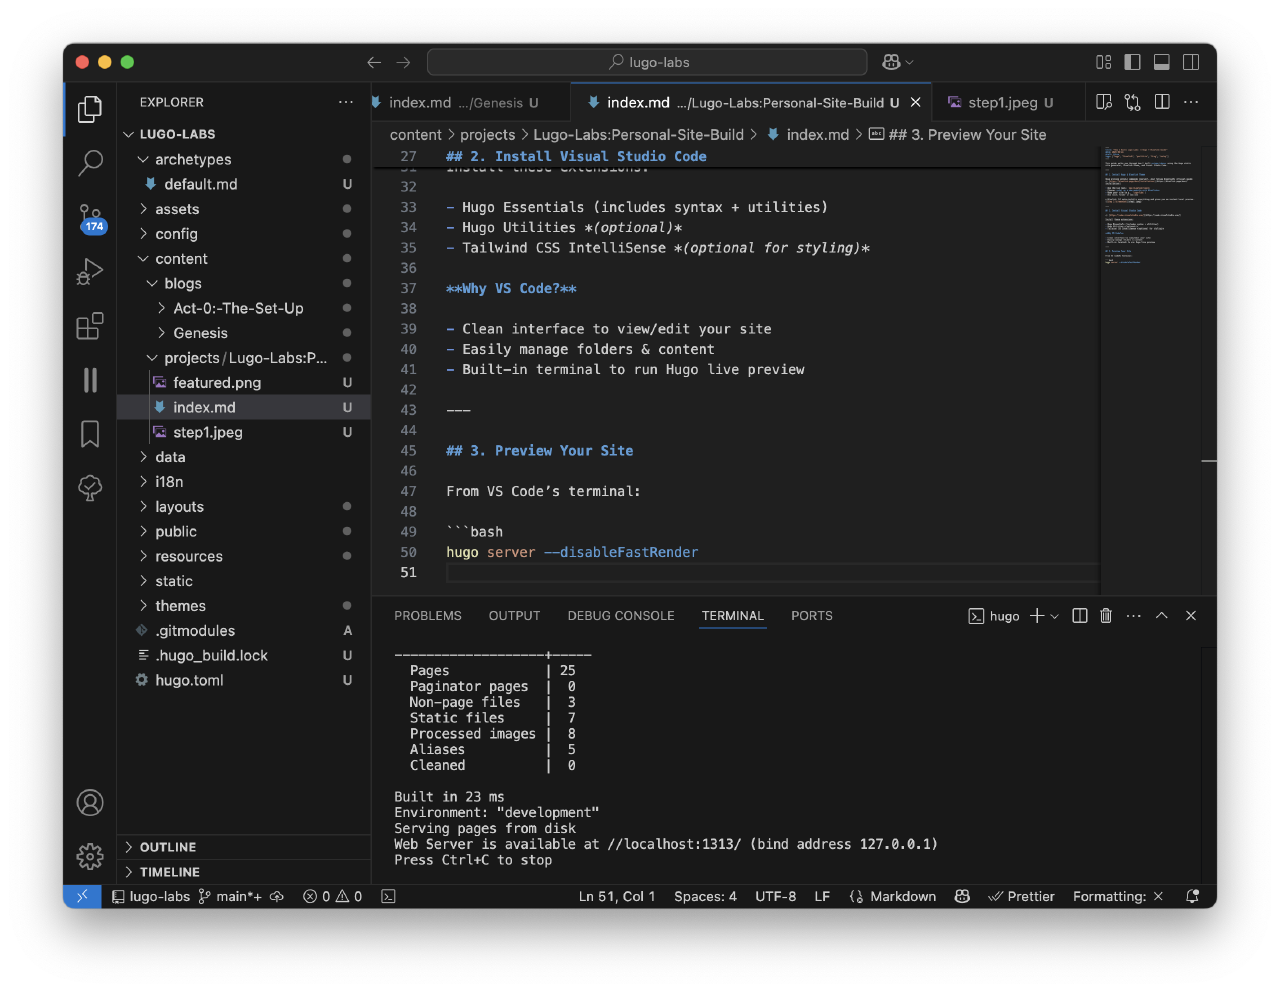 lugo-labs
EXPLORER
LUGO-LABS
archetypes
default.md U
assets
config
content
blogs
Act-0:-The-Set-Up
Genesis
projects/Lugo-Labs:P...
featured.png U
index.md U
step1.jpeg U
data
i18n
layouts
public
resources
static
themes
.gitmodules A
.hugo_build.lock U
hugo.toml U
OUTLINE
TIMELINE
174
index.md .../Genesis U
index.md .../Lugo-Labs:Personal-Site-Build U
step1.jpeg U
content > projects > Lugo-Labs:Personal-Site-Build > index.md > abc ## 3. Preview Your Site
27 ## 2. Install Visual Studio Code
31 Install these extensions:
32
33 - Hugo Essentials (includes syntax + utilities)
34 - Hugo Utilities *(optional)*
35 - Tailwind CSS IntelliSense *(optional for styling)*
36
37 **Why VS Code?**
38
39 - Clean interface to view/edit your site
40 - Easily manage folders & content
41 - Built-in terminal to run Hugo live preview
42
43 ---
44
45 ## 3. Preview Your Site
46
47 From VS Code’s terminal:
48
49 ```bash
50 hugo server --disableFastRender
51
PROBLEMS OUTPUT DEBUG CONSOLE TERMINAL PORTS hugo
-------------------+-----
Pages | 25
Paginator pages | 0
Non-page files | 3
Static files | 7
Processed images | 8
Aliases | 5
Cleaned | 0
Built in 23 ms
Environment: "development"
Serving pages from disk
Web Server is available at //localhost:1313/ (bind address 127.0.0.1)
Press Ctrl+C to stop
lugo-labs main*+ 0 0 Ln 51, Col 1 Spaces: 4 UTF-8 LF {} Markdown Prettier Formatting: ×